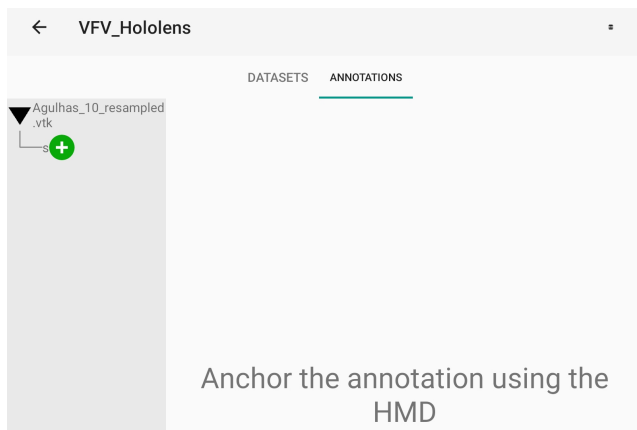 VFV_Hololens
DATASETS ANNOTATIONS
Agulhas_10_resampled
.vtk
s
Anchor the annotation using the
HMD